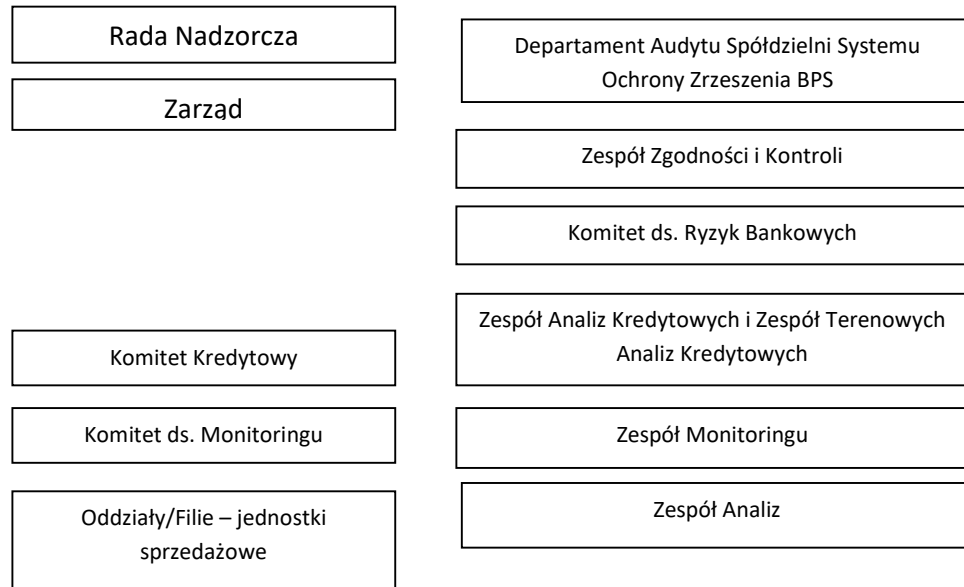 Rada Nadzorcza
Zarząd
Komitet Kredytowy
Komitet ds. Monitoringu
Oddziały/Filie – jednostki
sprzedażowe
Departament Audytu Spółdzielni Systemu
Ochrony Zrzeszenia BPS
Zespół Zgodności i Kontroli
Komitet ds. Ryzyk Bankowych
Zespół Analiz Kredytowych i Zespół Terenowych
Analiz Kredytowych
Zespół Monitoringu
Zespół Analiz